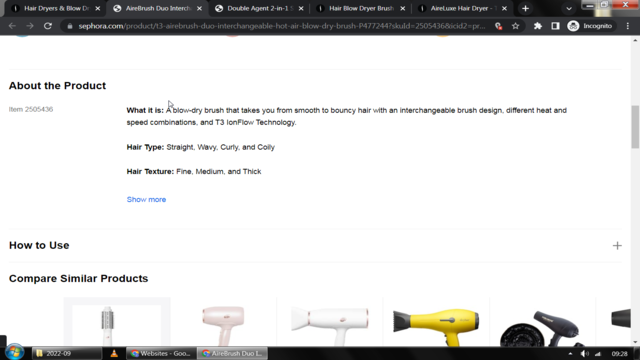 Hair Dryers & Blow D
AireBrush Duo Interch
Double Agent 2-in-1 S
Hair Blow Dryer Brush
AireLuxe Hair Dryer - T
sephora.com/product/t3-airebrush-duo-interchangeable-hot-air-blow-dry-brush-P477244?skuId=2505436&icid2=pr...
Incognito
About the Product
Item 2505436
What it is: A blow-dry brush that takes you from smooth to bouncy hair with an interchangeable brush design, different heat and
speed combinations, and T3 IonFlow Technology.
Hair Type: Straight, Wavy, Curly, and Coily
Hair Texture: Fine, Medium, and Thick
Show more
How to Use
Compare Similar Products
2022-09
Websites - Goo...
AireBrush Duo I...
09:28